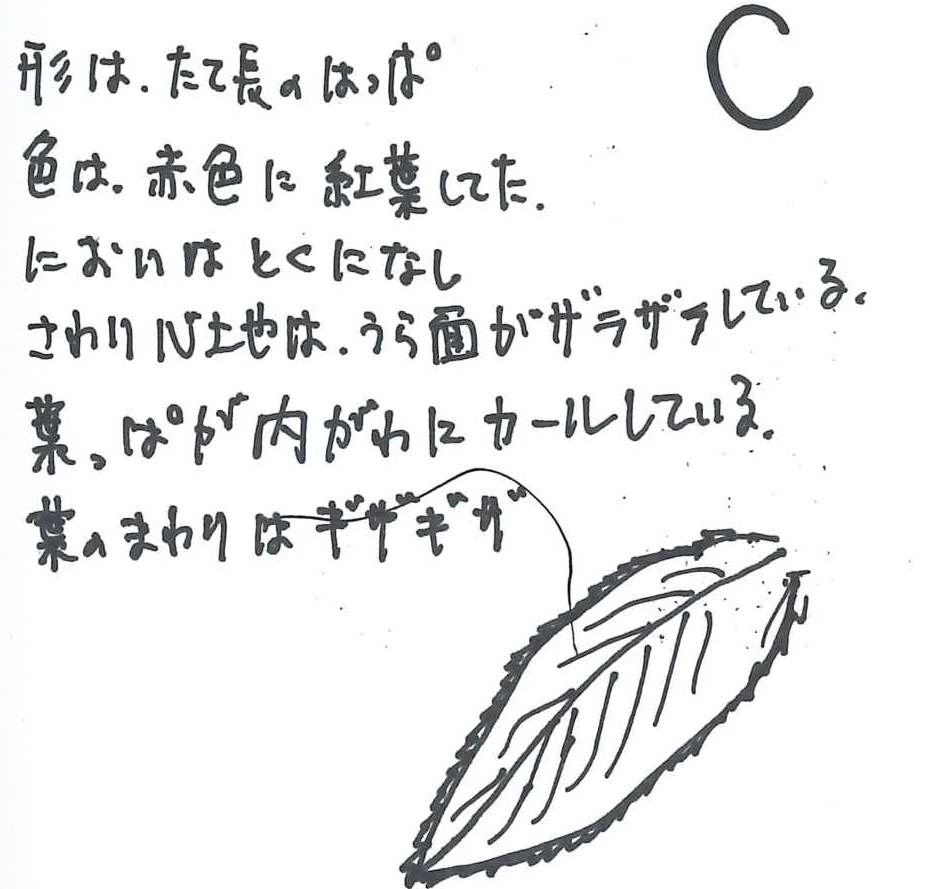 C
形は.たて長のはっぱ
色は.赤色に紅葉してた.
においはとくになし
さわり心地は.うら面がザラザラしている.
葉っぱが内がわにカールしている.
葉のまわりはギザギザ